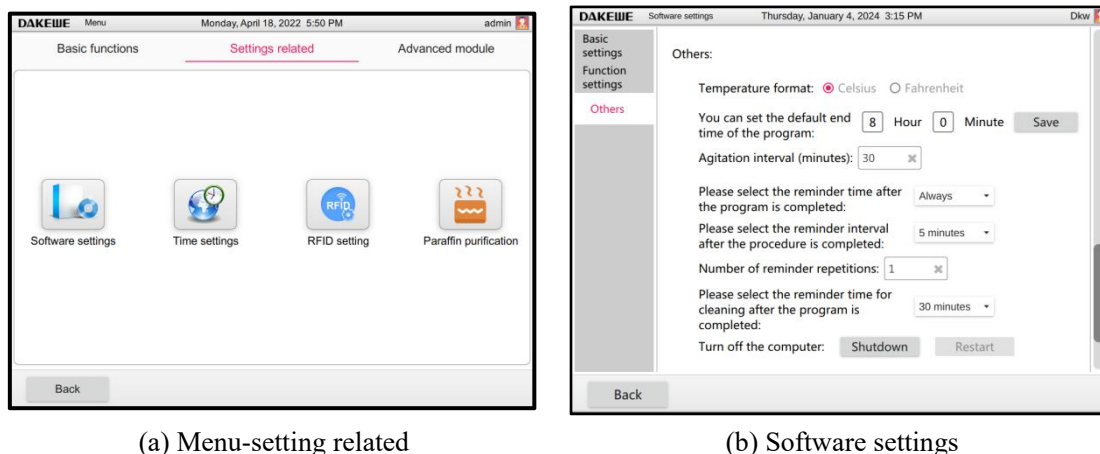 DAKEWE Menu Monday, April 18, 2022 5:50 PM admin
Basic functions Settings related Advanced module
RFID
Software settings Time settings RFID setting Paraffin purification
Back
(a) Menu-setting related
DAKEWE Software settings Thursday, January 4, 2024 3:15 PM Dkw
Basic
settings
Function
settings
Others
Others:
Temperature format: Celsius Fahrenheit
You can set the default end
time of the program: 8 Hour 0 Minute Save
Agitation interval (minutes): 30
Please select the reminder time after
the program is completed: Always
Please select the reminder interval
after the procedure is completed: 5 minutes
Number of reminder repetitions: 1
Please select the reminder time for
cleaning after the program is
completed: 30 minutes
Turn off the computer: Shutdown Restart
Back
(b) Software settings